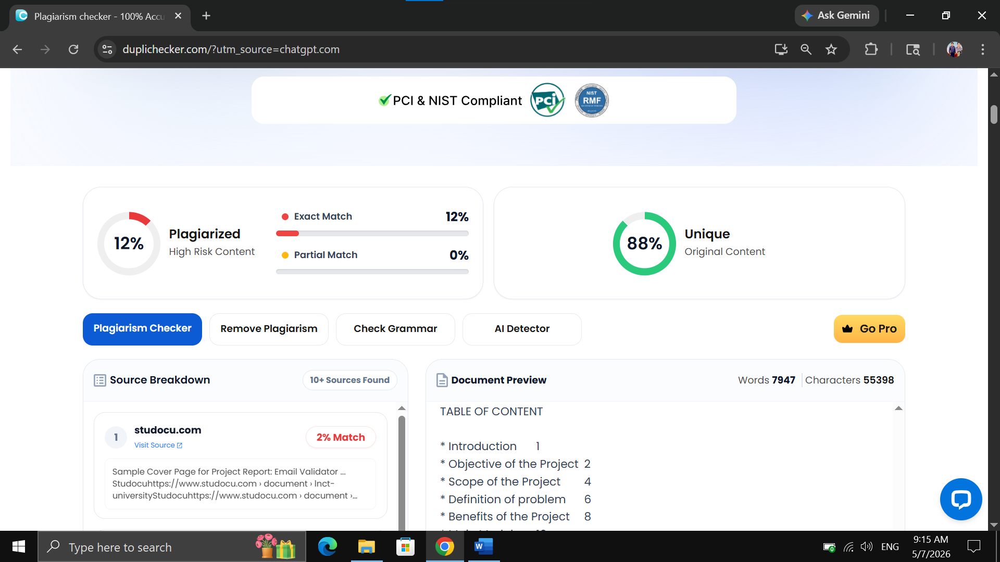 Plagiarism checker - 100% Accu
Ask Gemini
duplichecker.com/?utm_source=chatgpt.com
PCI & NIST Compliant
PCI
NIST
RMF
12%
Plagiarized
High Risk Content
Exact Match 12%
Partial Match 0%
88%
Unique
Original Content
Plagiarism Checker
Remove Plagiarism
Check Grammar
AI Detector
Go Pro
Source Breakdown
10+ Sources Found
1
studocu.com
Visit Source
2% Match
Sample Cover Page for Project Report: Email Validator ...
Studocuhttps://www.studocu.com › document › lnct-
universityStudocuhttps://www.studocu.com › document ›...
Document Preview
Words 7947
Characters 55398
TABLE OF CONTENT
* Introduction 1
* Objective of the Project 2
* Scope of the Project 4
* Definition of problem 6
* Benefits of the Project 8
Type here to search
W
ENG
9:15 AM
5/7/2026